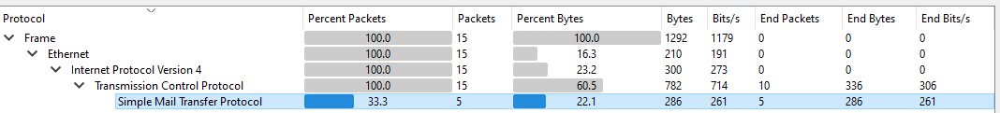 Protocol Percent Packets Packets Percent Bytes Bytes Bits/s End Packets End Bytes End Bits/s
Frame 100.0 15 100.0 1292 1179 0 0 0
Ethernet 100.0 15 16.3 210 191 0 0 0
Internet Protocol Version 4 100.0 15 23.2 300 273 0 0 0
Transmission Control Protocol 100.0 15 60.5 782 714 10 336 306
Simple Mail Transfer Protocol 33.3 5 22.1 286 261 5 286 261